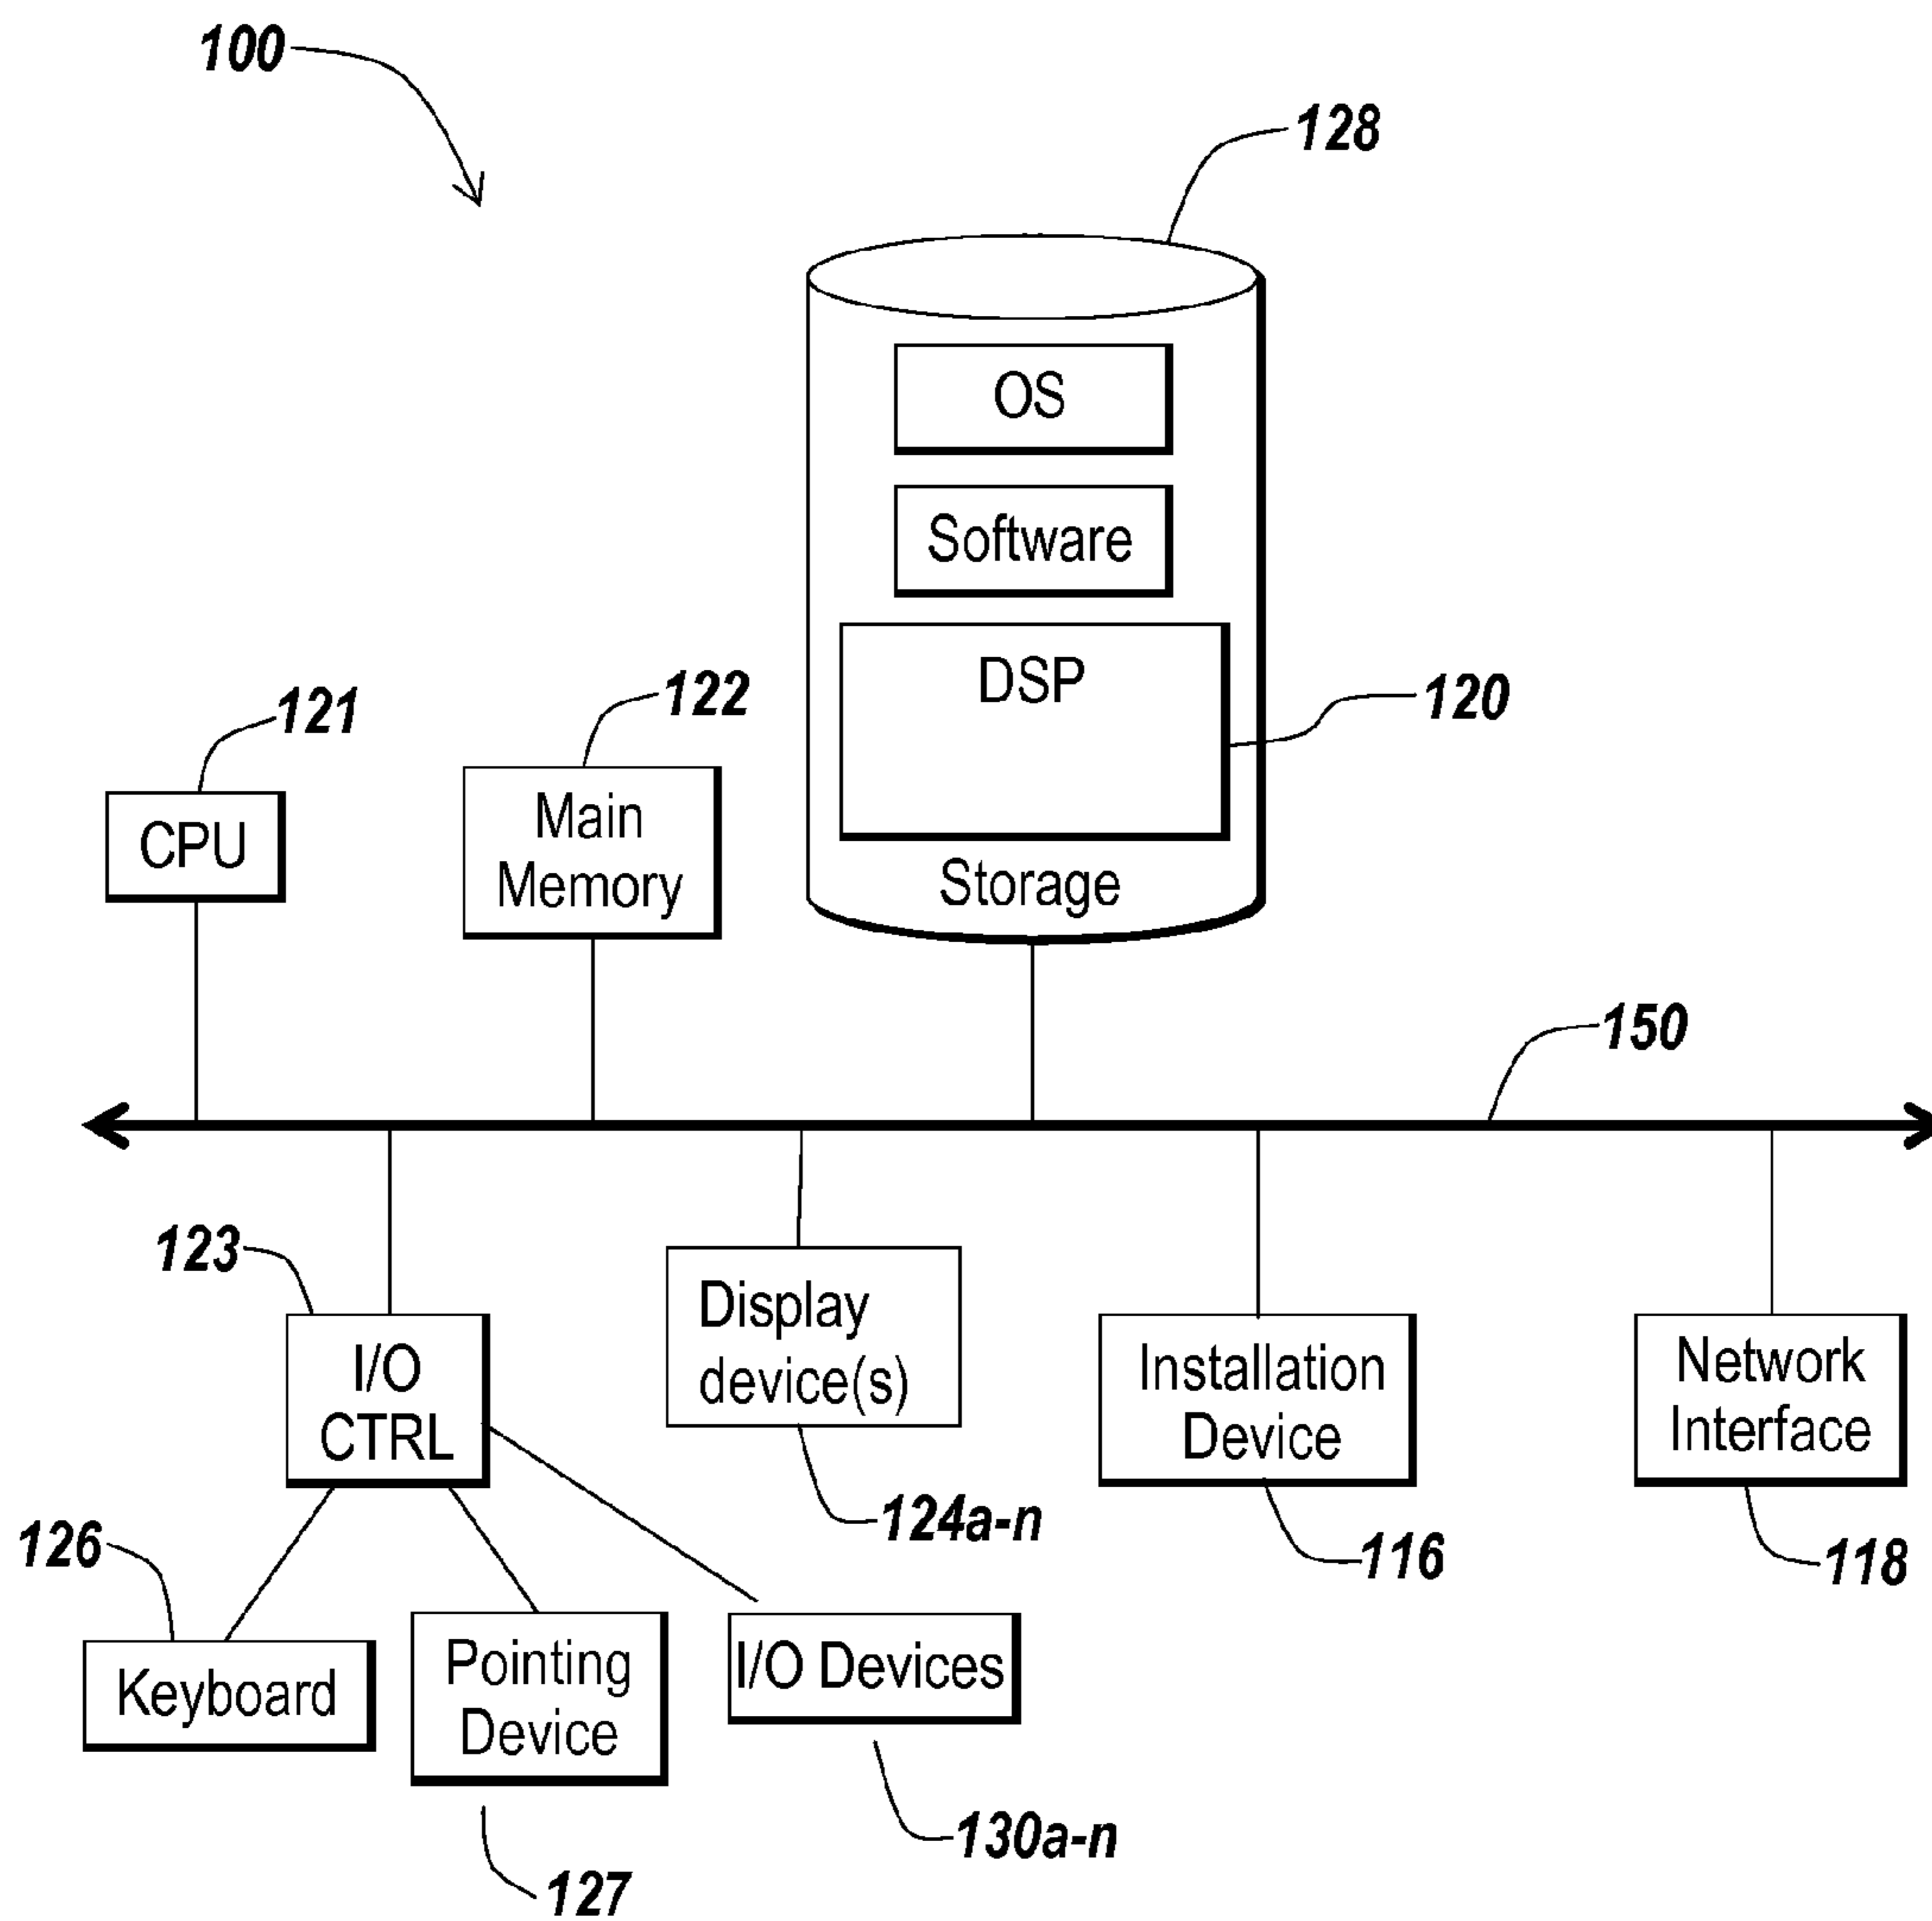 100
128
OS
Software
DSP
120
Storage
121
CPU
122
Main
Memory
150
123
I/O
CTRL
Display
device(s)
124a-n
Installation
Device
116
Network
Interface
118
126
Keyboard
Pointing
Device
127
I/O Devices
130a-n